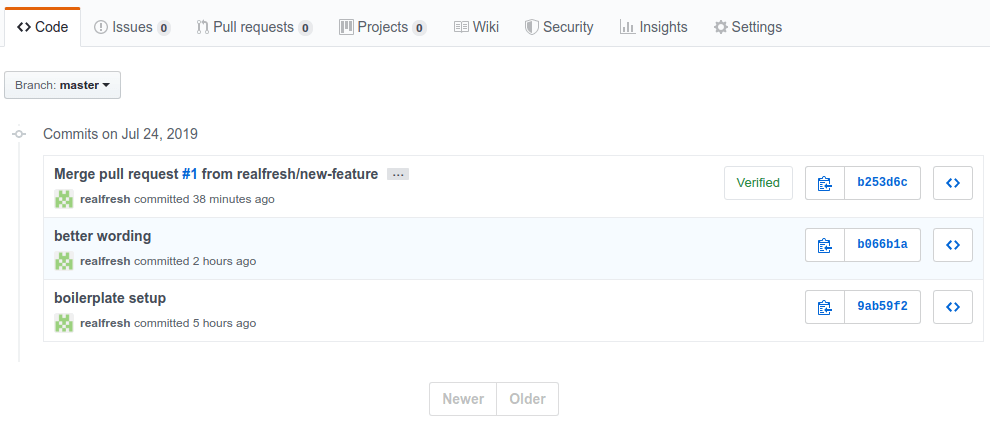 Code Issues 0 Pull requests 0 Projects 0 Wiki Security Insights Settings
Branch: master
Commits on Jul 24, 2019
Merge pull request #1 from realfresh/new-feature ...
realfresh committed 38 minutes ago
Verified
b253d6c
better wording
realfresh committed 2 hours ago
b066b1a
boilerplate setup
realfresh committed 5 hours ago
9ab59f2
Newer Older